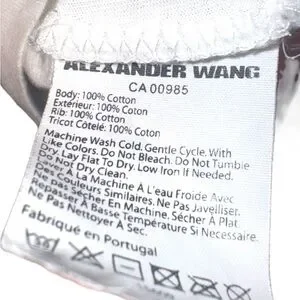 ALEXANDER WANG
CA 00985
Body: 100% Cotton
Extérieur: 100% Coton
Rib: 100% Cotton
Tricot Côtelé: 100% Coton
Machine Wash Cold. Gentle Cycle. With
Like Colors. Do Not Bleach. Do Not Tumble
Dry. Lay Flat To Dry. Low Iron If Needed.
Do Not Dry Clean.
Laver A La Machine A L'eau Froide Avec
Des Couleurs Similaires. Ne Pas Javelliser.
Ne Pas Sécher En Machine. Sécher À Plat.
Repasser À Basse Température Si Necessaire.
Ne Pas Nettoyer À Sec.
Fabriqué en Portugal